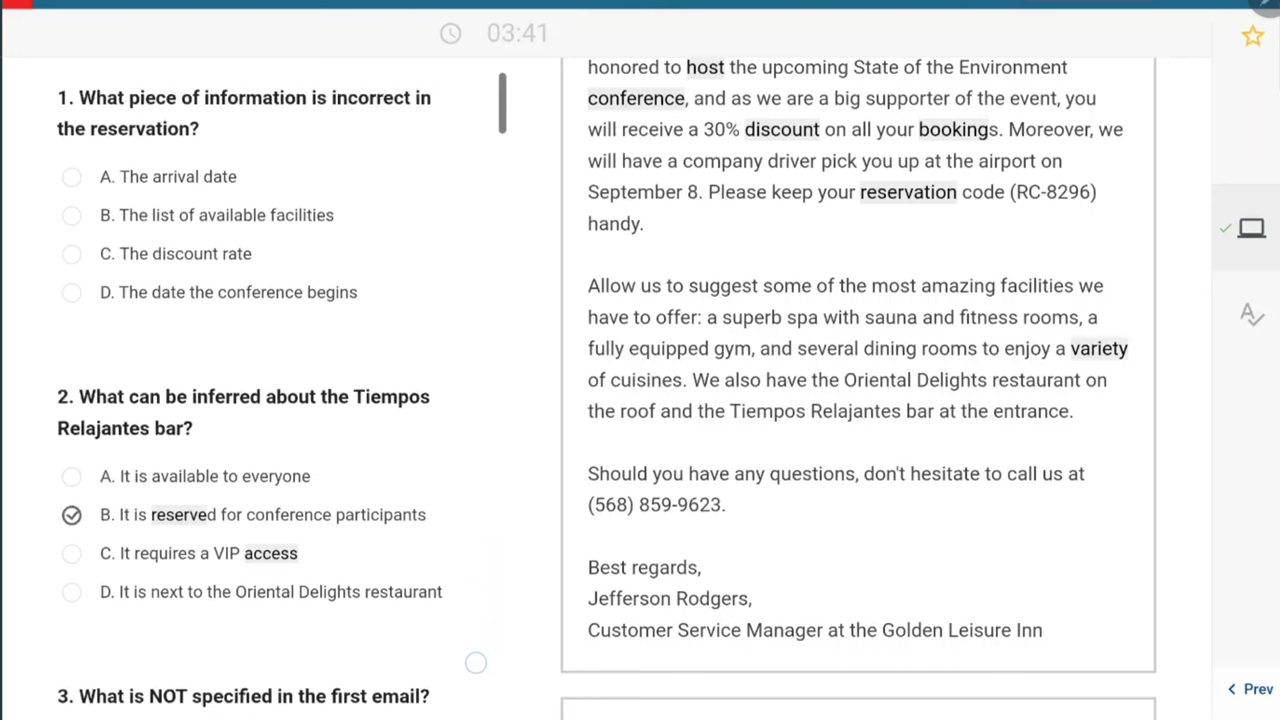 03:41
1. What piece of information is incorrect in
the reservation?
A. The arrival date
B. The list of available facilities
C. The discount rate
D. The date the conference begins
2. What can be inferred about the Tiempos
Relajantes bar?
A. It is available to everyone
B. It is reserved for conference participants
C. It requires a VIP access
D. It is next to the Oriental Delights restaurant
3. What is NOT specified in the first email?
honored to host the upcoming State of the Environment
conference, and as we are a big supporter of the event, you
will receive a 30% discount on all your bookings. Moreover, we
will have a company driver pick you up at the airport on
September 8. Please keep your reservation code (RC-8296)
handy.
Allow us to suggest some of the most amazing facilities we
have to offer: a superb spa with sauna and fitness rooms, a
fully equipped gym, and several dining rooms to enjoy a variety
of cuisines. We also have the Oriental Delights restaurant on
the roof and the Tiempos Relajantes bar at the entrance.
Should you have any questions, don't hesitate to call us at
(568) 859-9623.
Best regards,
Jefferson Rodgers,
Customer Service Manager at the Golden Leisure Inn
Prev